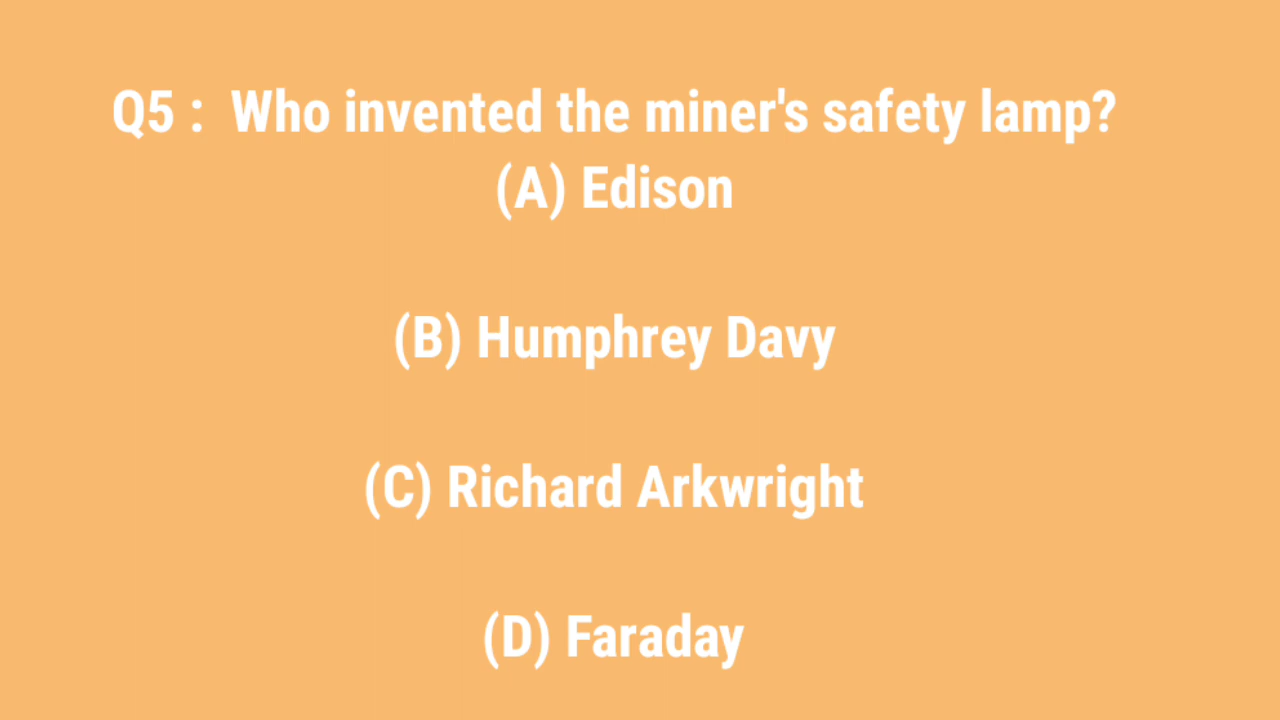 Q5 :  Who invented the miner's safety lamp?
(A) Edison
(B) Humphrey Davy
(C) Richard Arkwright
(D) Faraday